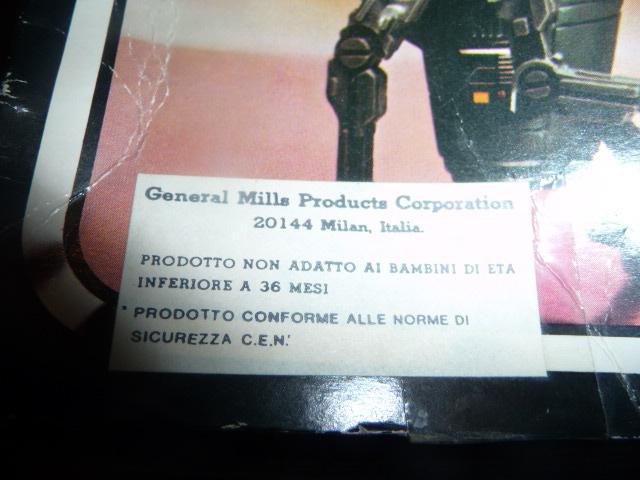 General Mills Products Corporation
20144 Milan, Italia.
PRODOTTO NON ADATTO AI BAMBINI DI ETA
INFERIORE A 36 MESI
" PRODOTTO CONFORME ALLE NORME DI
SICUREZZA C.E.N."